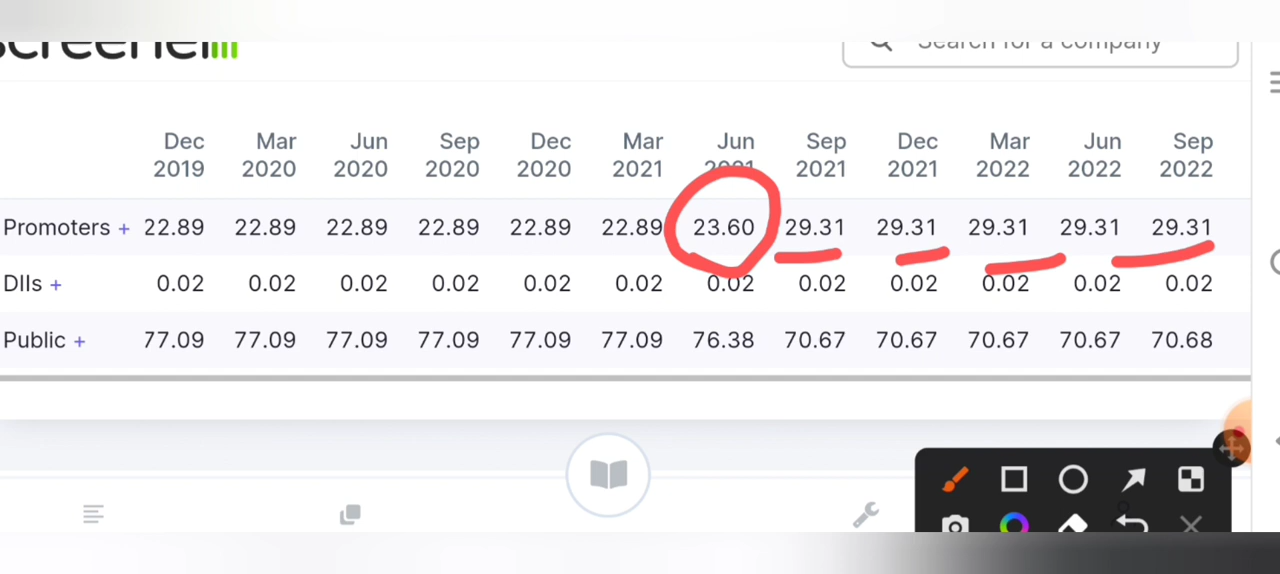 screener
Search for a company
Dec Mar Jun Sep Dec Mar Jun Sep Dec Mar Jun Sep
2019 2020 2020 2020 2020 2021 2021 2021 2021 2022 2022 2022
Promoters + 22.89 22.89 22.89 22.89 22.89 22.89 23.60 29.31 29.31 29.31 29.31 29.31
DIIs + 0.02 0.02 0.02 0.02 0.02 0.02 0.02 0.02 0.02 0.02 0.02 0.02
Public + 77.09 77.09 77.09 77.09 77.09 77.09 76.38 70.67 70.67 70.67 70.67 70.68